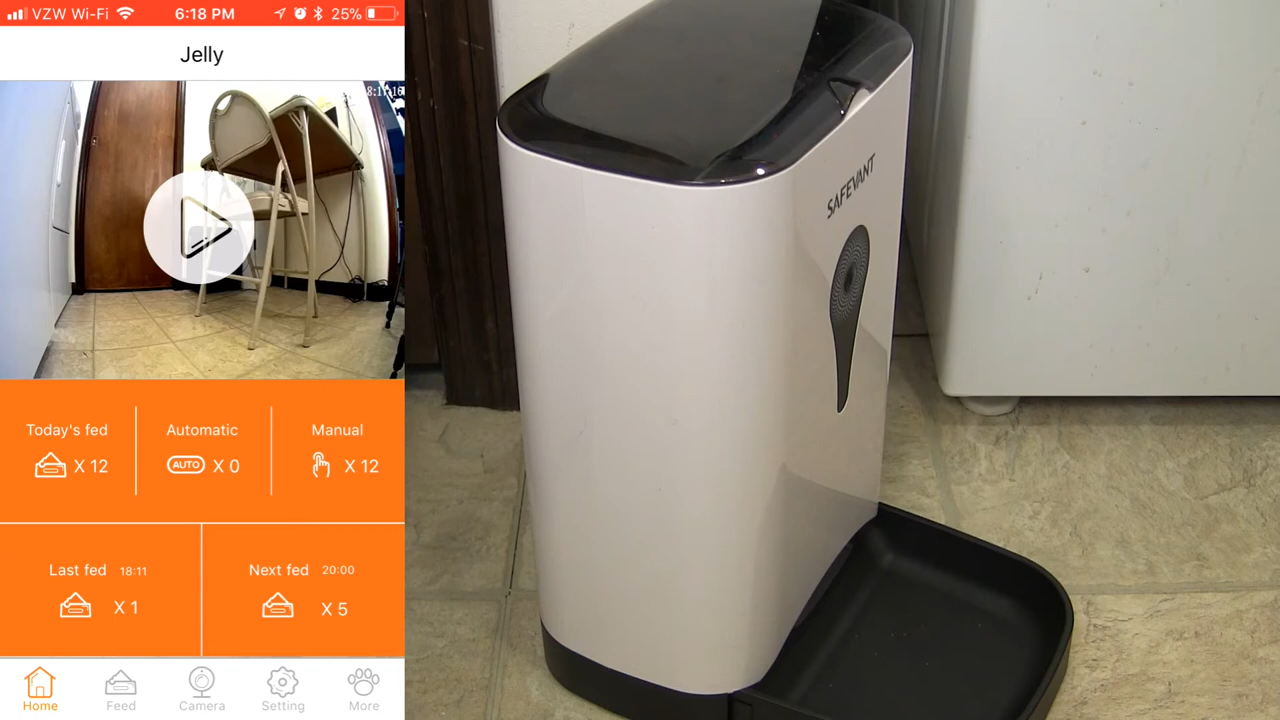 VZW Wi-Fi 6:18 PM 25%
Jelly
Today's fed
X 12
Automatic
AUTO X 0
Manual
X 12
Last fed 18:11
X 1
Next fed 20:00
X 5
Home
Feed
Camera
Setting
More
SAFEVANT